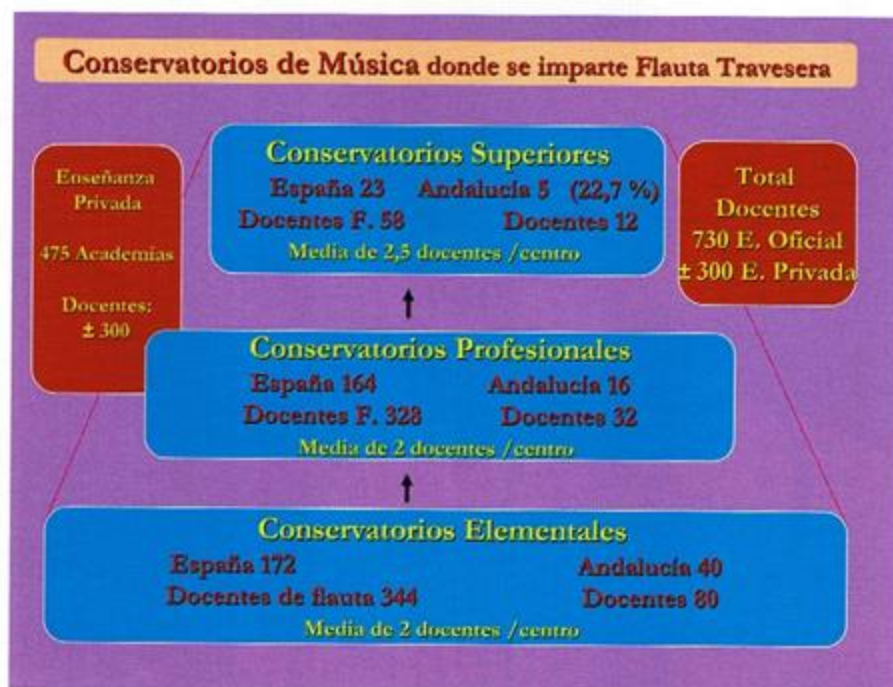 Conservatorios de Música donde se imparte Flauta Travesera
Enseñanza
Privada
475 Academias
Docentes:
± 300
Conservatorios Superiores
España 23 Andalucía 5 (22,7 %)
Docentes F. 58 Docentes 12
Media de 2,5 docentes /centro
Total
Docentes
730 E. Oficial
± 300 E. Privada
Conservatorios Profesionales
España 164 Andalucía 16
Docentes F. 328 Docentes 32
Media de 2 docentes /centro
Conservatorios Elementales
España 172 Andalucía 40
Docentes de flauta 344 Docentes 80
Media de 2 docentes /centro